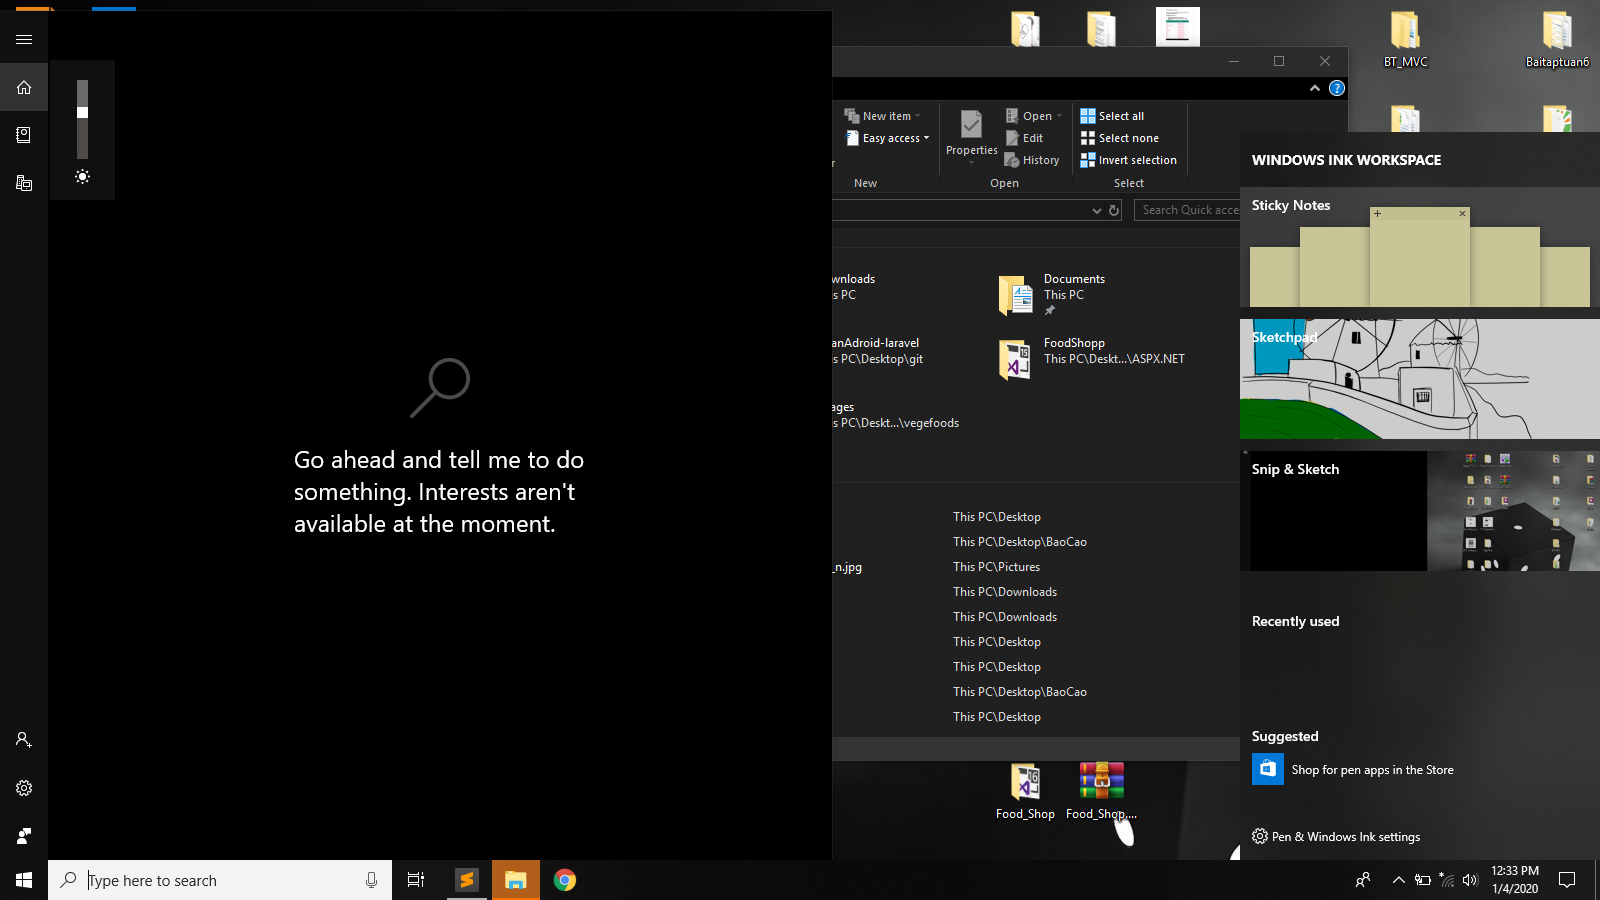 BT_MVC
Baitaptuan6
New item
Easy access
New
Properties
Open
Edit
History
Open
Select all
Select none
Invert selection
Select
Search Quick acce
wnloads
is PC
Documents
This PC
anAdroid-laravel
is PC\Desktop\git
FoodShopp
This PC\Deskt...\ASPX.NET
ages
is PC\Deskt...\vegefoods
This PC\Desktop
This PC\Desktop\BaoCao
_n.jpg
This PC\Pictures
This PC\Downloads
This PC\Downloads
This PC\Desktop
This PC\Desktop
This PC\Desktop\BaoCao
This PC\Desktop
Food_Shop
Food_Shop....
Go ahead and tell me to do
something. Interests aren't
available at the moment.
WINDOWS INK WORKSPACE
Sticky Notes
Sketchpad
Snip & Sketch
Recently used
Suggested
Shop for pen apps in the Store
Pen & Windows Ink settings
Type here to search
12:33 PM
1/4/2020